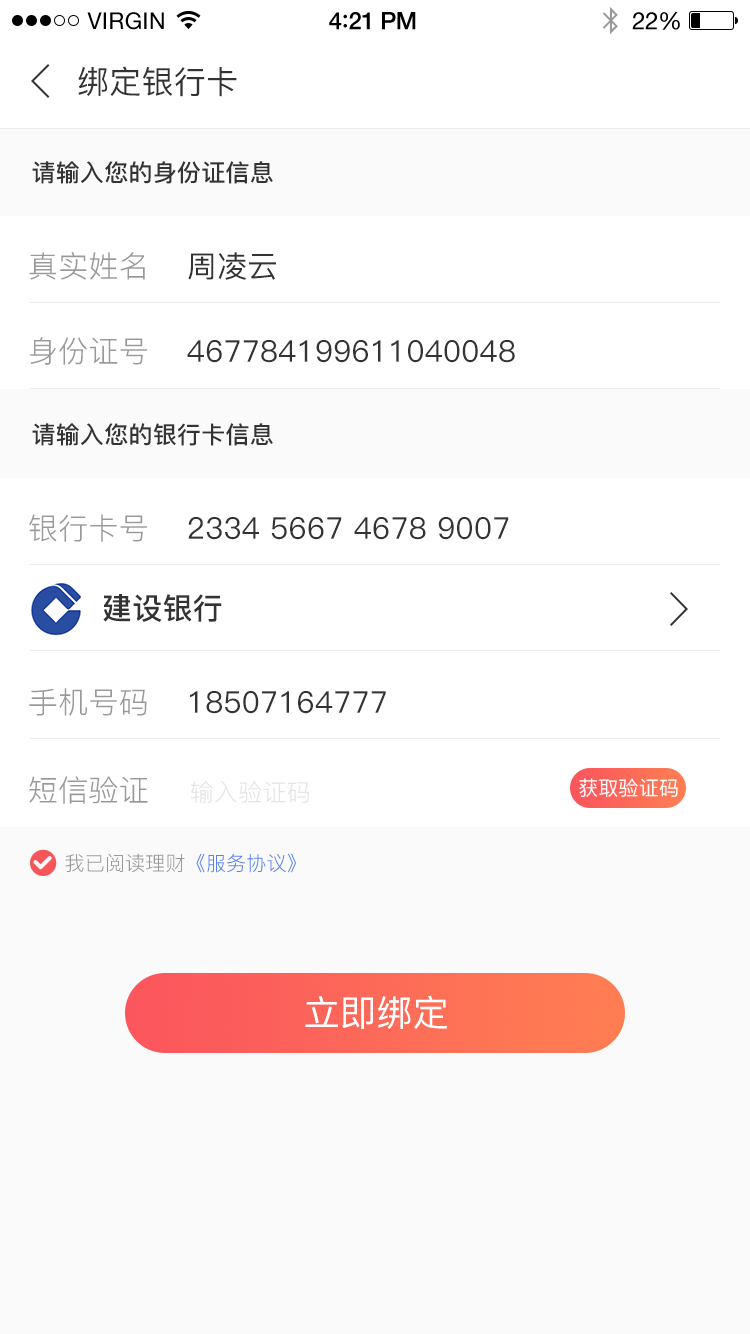 VIRGIN 4:21 PM 22%
绑定银行卡
请输入您的身份证信息
真实姓名 周凌云
身份证号 467784199611040048
请输入您的银行卡信息
银行卡号 2334 5667 4678 9007
建设银行
手机号码 18507164777
短信验证 输入验证码 获取验证码
我已阅读理财《服务协议》
立即绑定